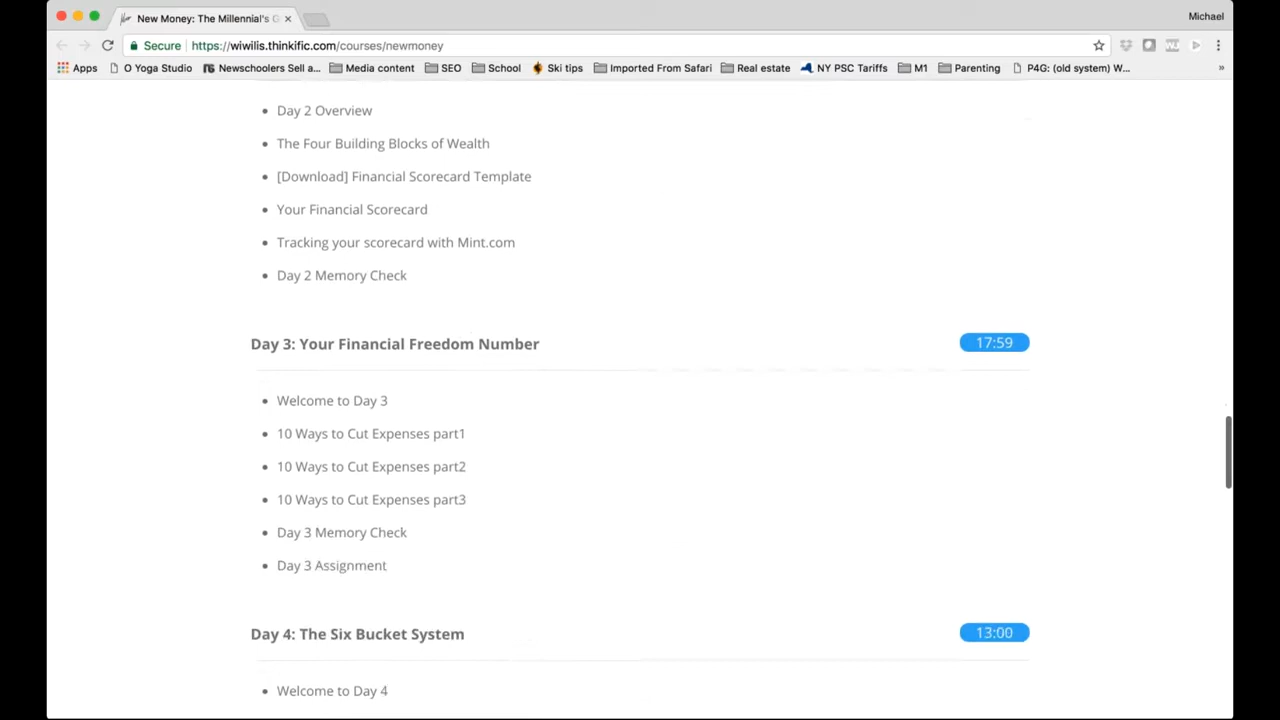 New Money: The Millennial's G
Michael
Secure https://wiwilis.thinkific.com/courses/newmoney
Apps O Yoga Studio Newschoolers Sell a... Media content SEO School Ski tips Imported From Safari Real estate NY PSC Tariffs M1 Parenting P4G: (old system) W... »
Day 2 Overview
The Four Building Blocks of Wealth
[Download] Financial Scorecard Template
Your Financial Scorecard
Tracking your scorecard with Mint.com
Day 2 Memory Check
Day 3: Your Financial Freedom Number 17:59
Welcome to Day 3
10 Ways to Cut Expenses part1
10 Ways to Cut Expenses part2
10 Ways to Cut Expenses part3
Day 3 Memory Check
Day 3 Assignment
Day 4: The Six Bucket System 13:00
Welcome to Day 4